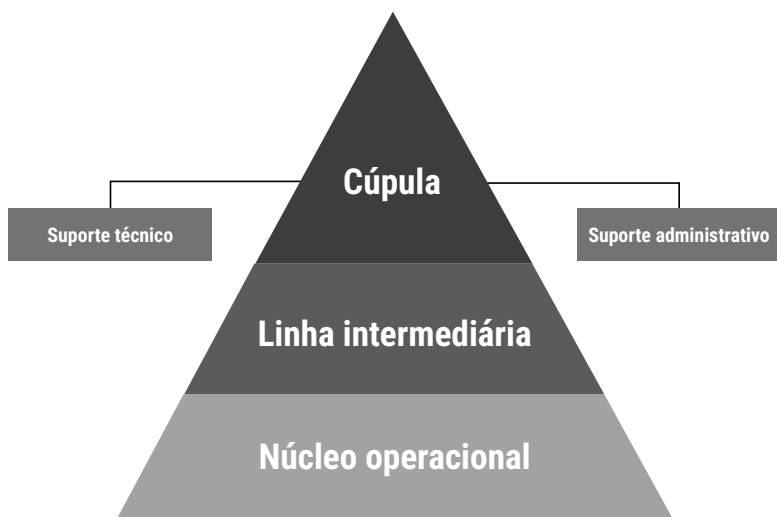 Cúpula
Suporte técnico
Suporte administrativo
Linha intermediária
Núcleo operacional